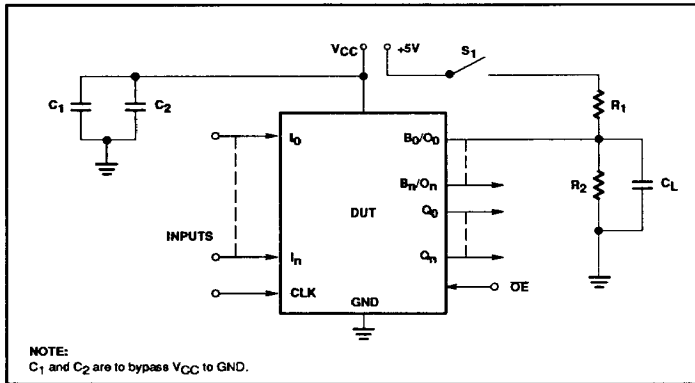 VCC +5V S1
C1 C2 R1
I0 B0/O0
Bn/On R2 CL
DUT Q0
INPUTS
In Qn
CLK OE
GND
NOTE:
C1 and C2 are to bypass VCC to GND.